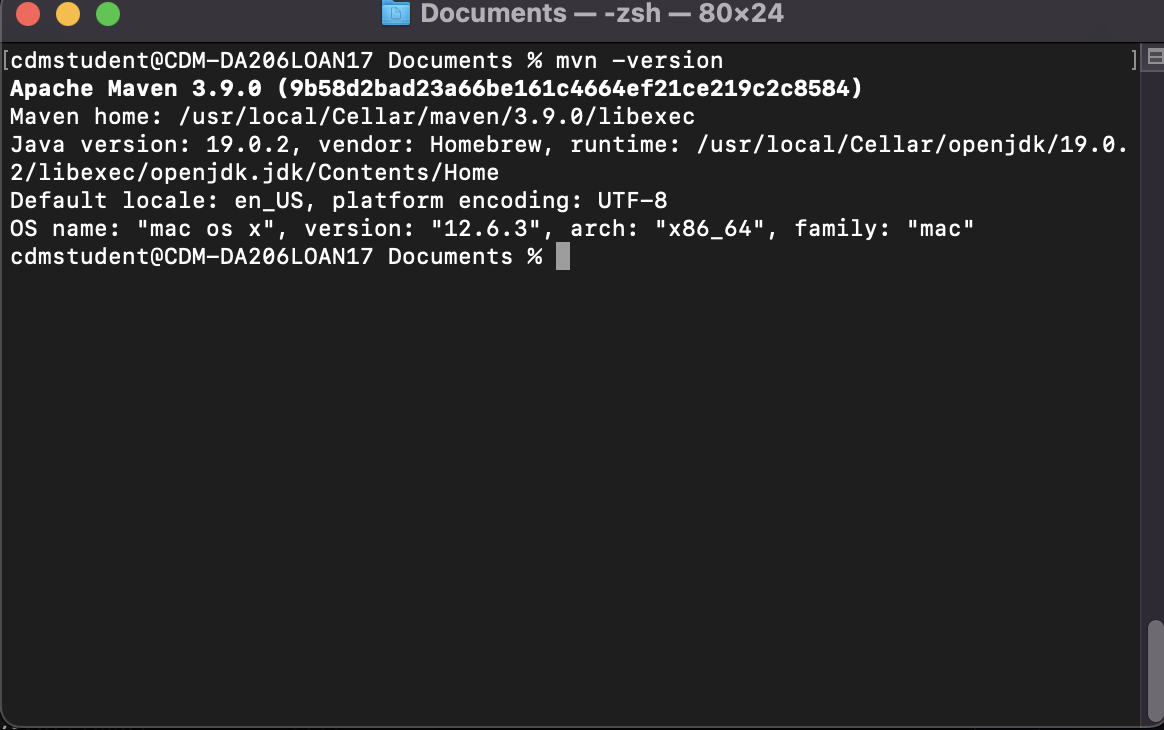 Documents — -zsh — 80×24
[cdmstudent@CDM-DA206LOAN17 Documents % mvn -version ]
Apache Maven 3.9.0 (9b58d2bad23a66be161c4664ef21ce219c2c8584)
Maven home: /usr/local/Cellar/maven/3.9.0/libexec
Java version: 19.0.2, vendor: Homebrew, runtime: /usr/local/Cellar/openjdk/19.0.
2/libexec/openjdk.jdk/Contents/Home
Default locale: en_US, platform encoding: UTF-8
OS name: "mac os x", version: "12.6.3", arch: "x86_64", family: "mac"
cdmstudent@CDM-DA206LOAN17 Documents %